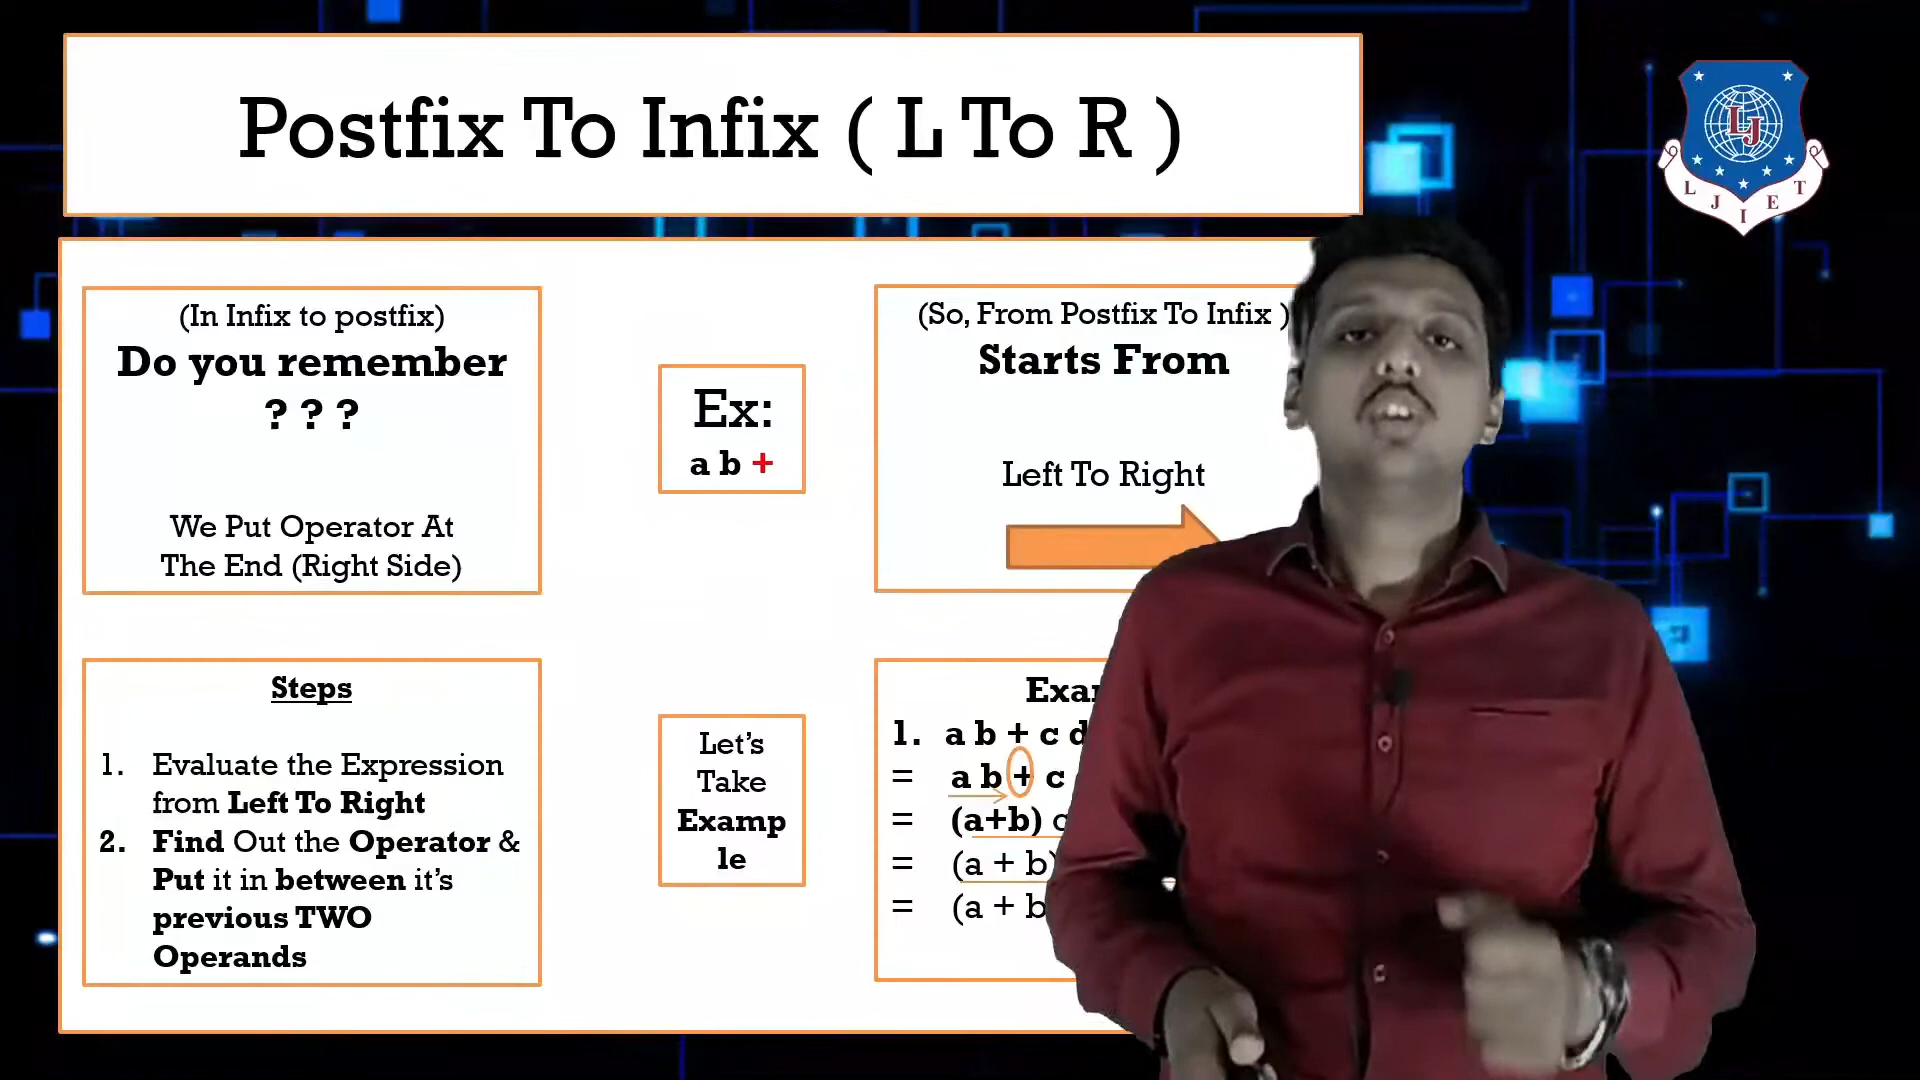 Postfix To Infix ( L To R )
(In Infix to postfix)
Do you remember
? ? ?
We Put Operator At
The End (Right Side)
Ex:
a b +
(So, From Postfix To Infix )
Starts From
Left To Right
Steps
1. Evaluate the Expression
from Left To Right
2. Find Out the Operator &
Put it in between it's
previous TWO
Operands
Let's
Take
Examp
le
1. a b + c d
= a b + c
= (a+b) c
= (a + b)
= (a + b
LJ
L J I E T